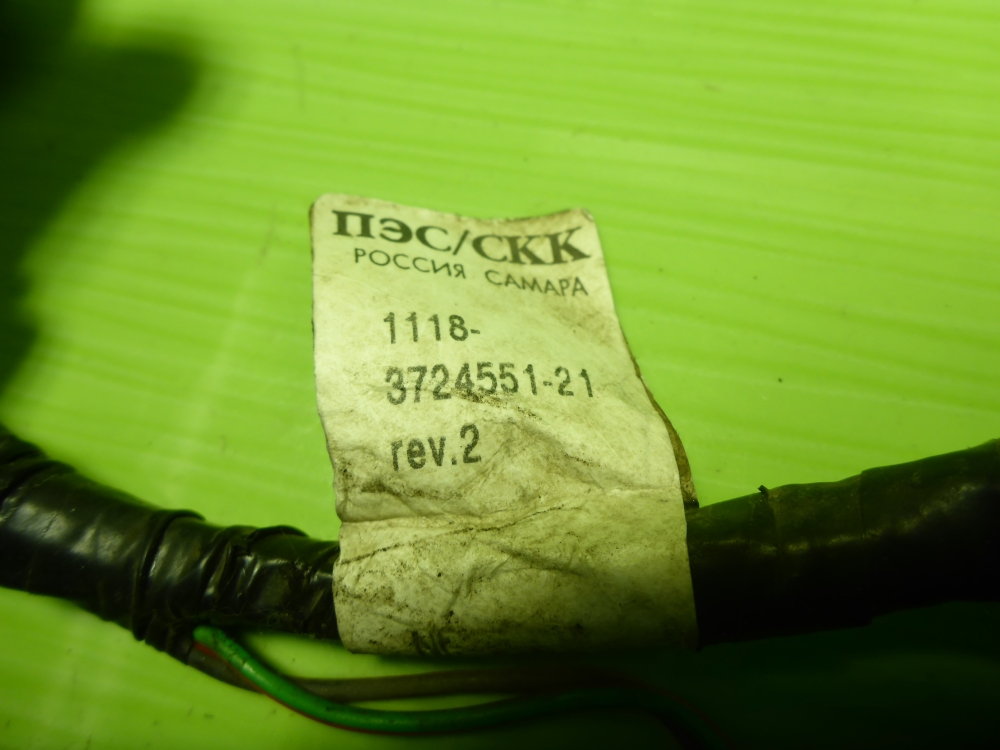 ПЭС/СКК
РОССИЯ САМАРА
1118-
3724551-21
rev.2